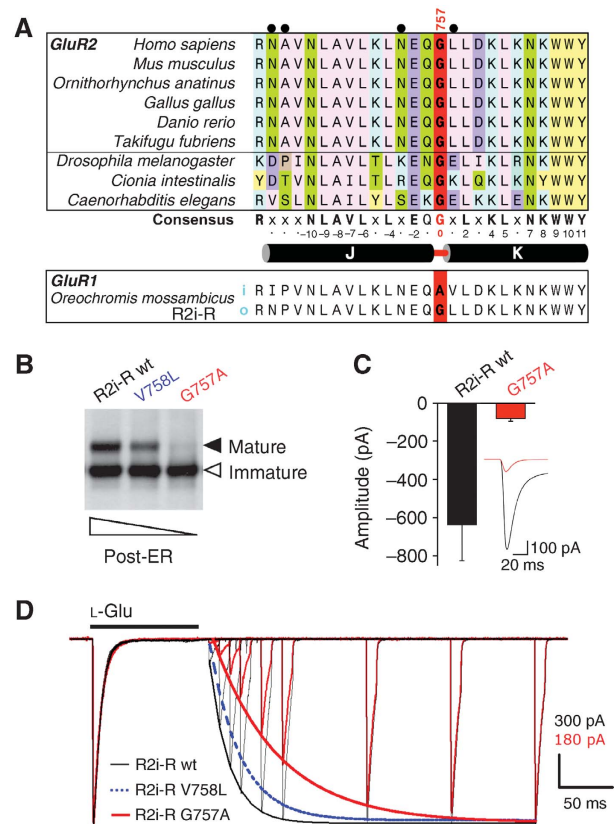 A
757
GluR2 Homo sapiens R N A V N L A V L K L N E Q G L L D K L K N K W W Y
Mus musculus R N A V N L A V L K L N E Q G L L D K L K N K W W Y
Ornithorhynchus anatinus R N A V N L A V L K L N E Q G L L D K L K N K W W Y
Gallus gallus R N A V N L A V L K L N E Q G L L D K L K N K W W Y
Danio rerio R N A V N L A V L K L N E Q G L L D K L K N K W W Y
Takifugu fubriens R N A V N L A V L K L N E Q G L L D K L K N K W W Y
Drosophila melanogaster K D P I N L A V L T L K E N G E L I K L R N K W W Y
Cionia intestinalis Y D T V N L A I L T L R E Q G K L Q K L K N Y W W Y
Caenorhabditis elegans R V S L N L A I L Y L S E K G E L K K L E N K W W Y
Consensus R x x x N L A V L x L x E Q G x L x K L K N K W W Y
· · · −10 −9 −8 −7 −6 · · · −2 · 0 · 2 · 4 5 · 7 8 9 10 11
J K
GluR1
Oreochromis mossambicus i R I P V N L A V L K L N E Q A V L D K L K N K W W Y
R2i-R o R N P V N L A V L K L N E Q G L L D K L K N K W W Y
B
R2i-R wt
V758L
G757A
Mature
Immature
Post-ER
C
R2i-R wt
G757A
Amplitude (pA)
0
−200
−400
−600
−800
100 pA
20 ms
D
L-Glu
R2i-R wt
R2i-R V758L
R2i-R G757A
300 pA
180 pA
50 ms